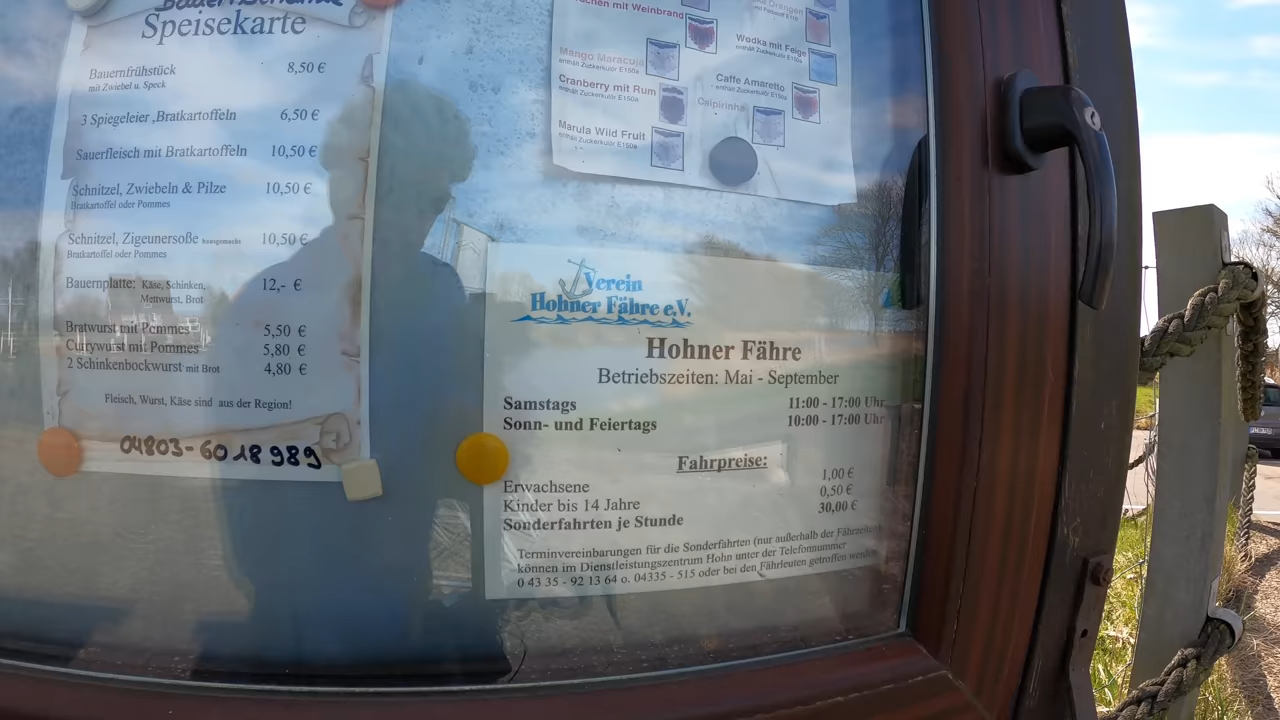 Speisekarte
Bauernfrühstück 8,50 €
mit Zwiebel u. Speck
3 Spiegeleier ,Bratkartoffeln 6,50 €
Sauerfleisch mit Bratkartoffeln 10,50 €
Schnitzel, Zwiebeln & Pilze 10,50 €
Bratkartoffel oder Pommes
Schnitzel, Zigeunersoße hausgemacht 10,50 €
Bratkartoffel oder Pommes
Bauernplatte: Käse, Schinken, 12,- €
Mettwurst, Brot
Bratwurst mit Pommes 5,50 €
Currywurst mit Pommes 5,80 €
2 Schinkenbockwurst mit Brot 4,80 €
Fleisch, Wurst, Käse sind aus der Region!
04803-6018989
mit Weinbrand
Mango Maracuja
enthält Zuckerkulör E150a
Cranberry mit Rum
enthält Zuckerkulör E150a
Marula Wild Fruit
enthält Zuckerkulör E150a
Wodka mit Feige
enthält Zuckerkulör E150a
Caffe Amaretto
enthält Zuckerkulör E150a
Caipirinha
Verein
Hohner Fähre e.V.
Hohner Fähre
Betriebszeiten: Mai - September
Samstags 11:00 - 17:00 Uhr
Sonn- und Feiertags 10:00 - 17:00 Uhr
Fahrpreise:
Erwachsene 1,00 €
Kinder bis 14 Jahre 0,50 €
Sonderfahrten je Stunde 30,00 €
Terminvereinbarungen für die Sonderfahrten (nur außerhalb der Fährzeiten)
können im Dienstleistungszentrum Hohn unter der Telefonnummer
0 43 35 - 92 13 64 o. 04335 - 515 oder bei den Fährleuten getroffen werden